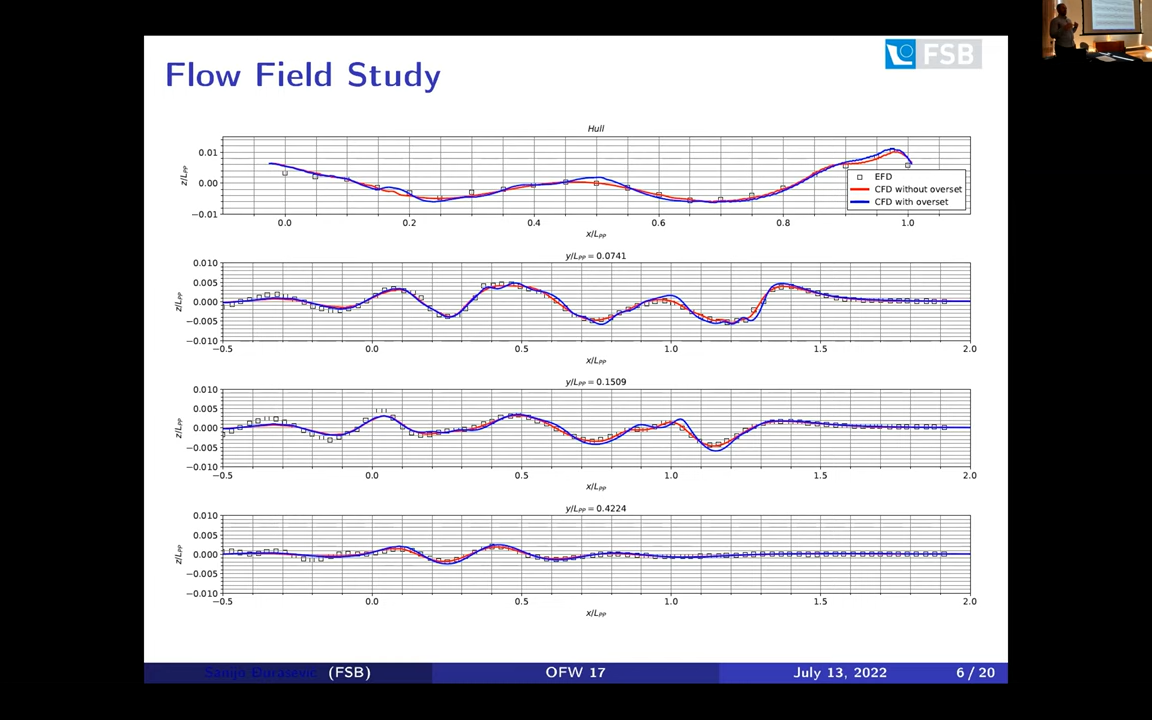 FSB
Flow Field Study
Hull
z/LPP
0.01
0.00
−0.01
EFD
CFD without overset
CFD with overset
0.0 0.2 0.4 0.6 0.8 1.0
x/LPP
y/LPP = 0.0741
z/LPP
0.010
0.005
0.000
−0.005
−0.010
−0.5 0.0 0.5 1.0 1.5 2.0
x/LPP
y/LPP = 0.1509
z/LPP
0.010
0.005
0.000
−0.005
−0.010
−0.5 0.0 0.5 1.0 1.5 2.0
x/LPP
y/LPP = 0.4224
z/LPP
0.010
0.005
0.000
−0.005
−0.010
−0.5 0.0 0.5 1.0 1.5 2.0
x/LPP
(FSB) OFW 17 July 13, 2022 6 / 20